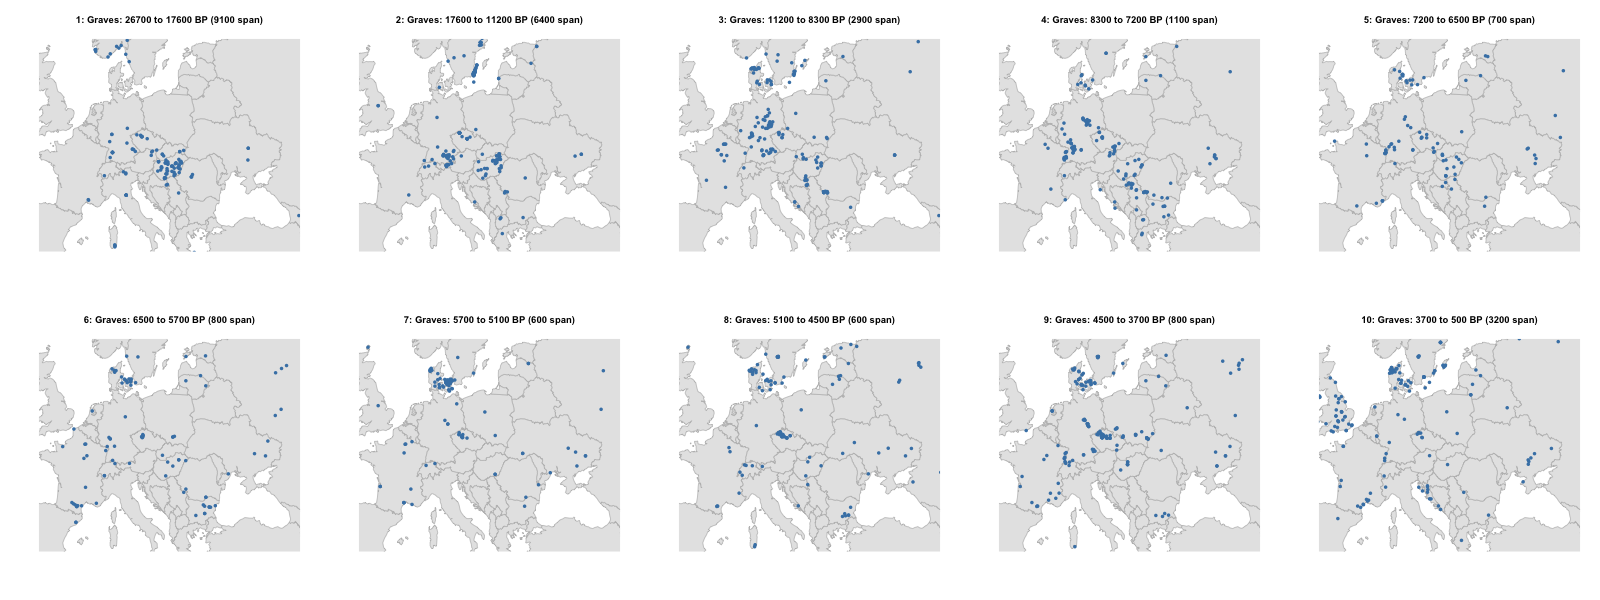 1: Graves: 26700 to 17600 BP (9100 span)
2: Graves: 17600 to 11200 BP (6400 span)
3: Graves: 11200 to 8300 BP (2900 span)
4: Graves: 8300 to 7200 BP (1100 span)
5: Graves: 7200 to 6500 BP (700 span)
6: Graves: 6500 to 5700 BP (800 span)
7: Graves: 5700 to 5100 BP (600 span)
8: Graves: 5100 to 4500 BP (600 span)
9: Graves: 4500 to 3700 BP (800 span)
10: Graves: 3700 to 500 BP (3200 span)